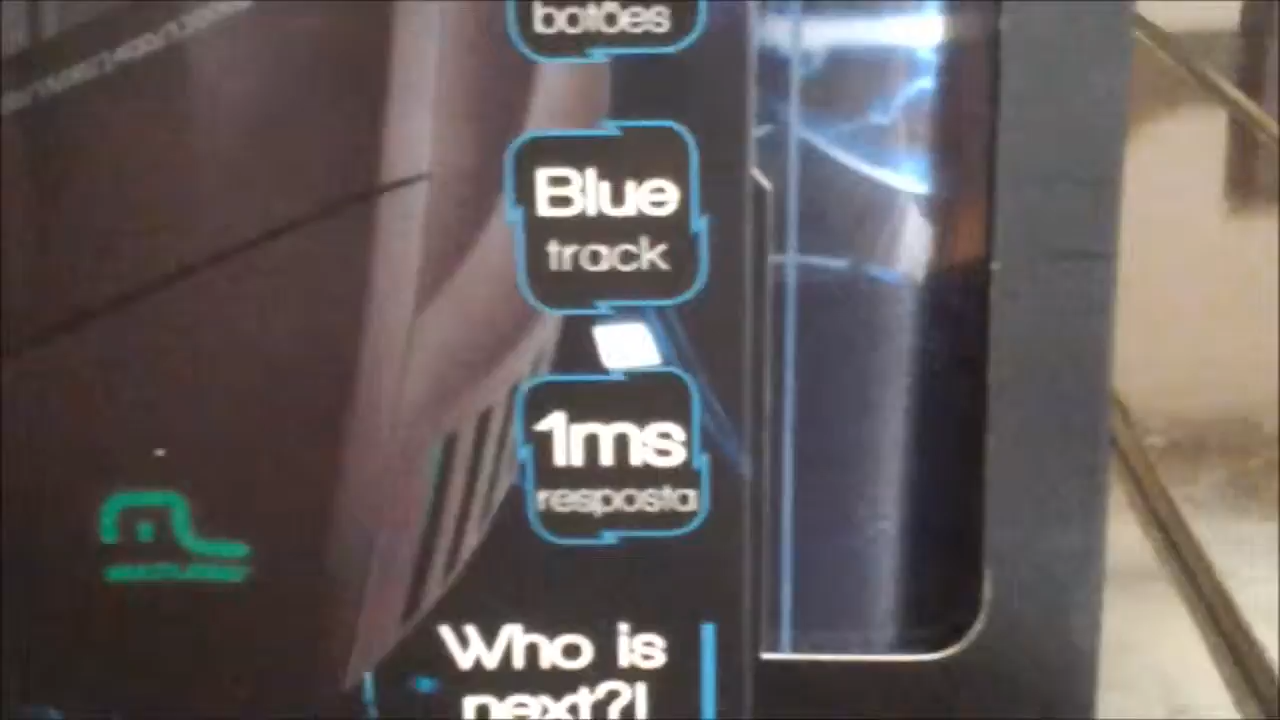 botões
Blue
track
1ms
resposta
Who is
next?!